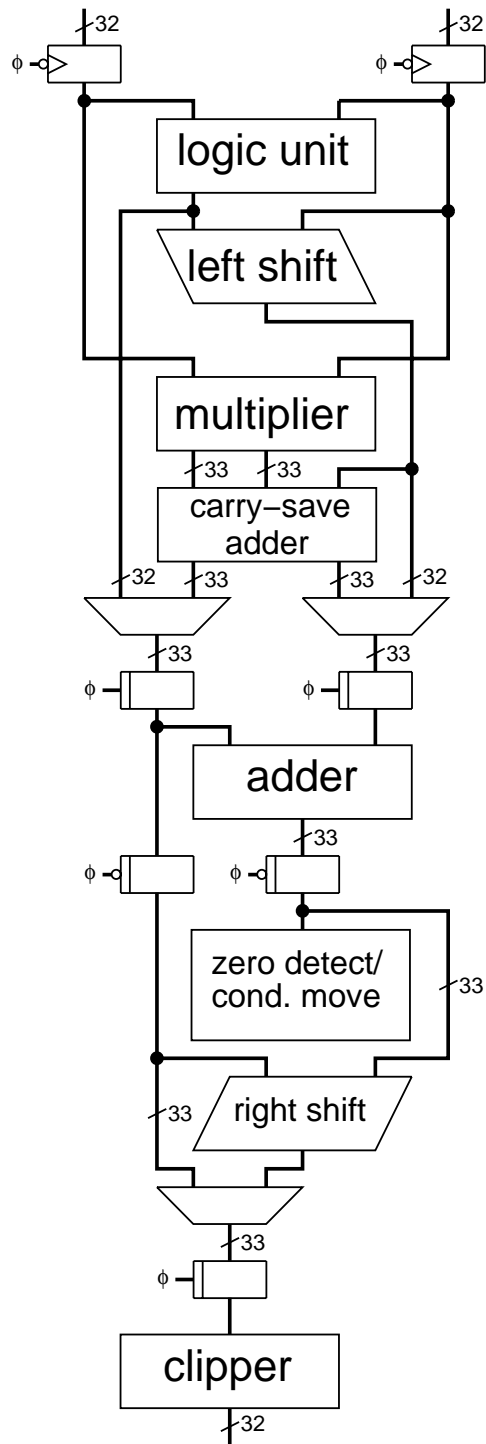 32 32
ϕ ϕ
logic unit
left shift
multiplier
33 33
carry−save
adder
32 33 33 32
33 33
ϕ ϕ
adder
33
ϕ ϕ
zero detect/
cond. move
33
right shift
33
33
ϕ
clipper
32